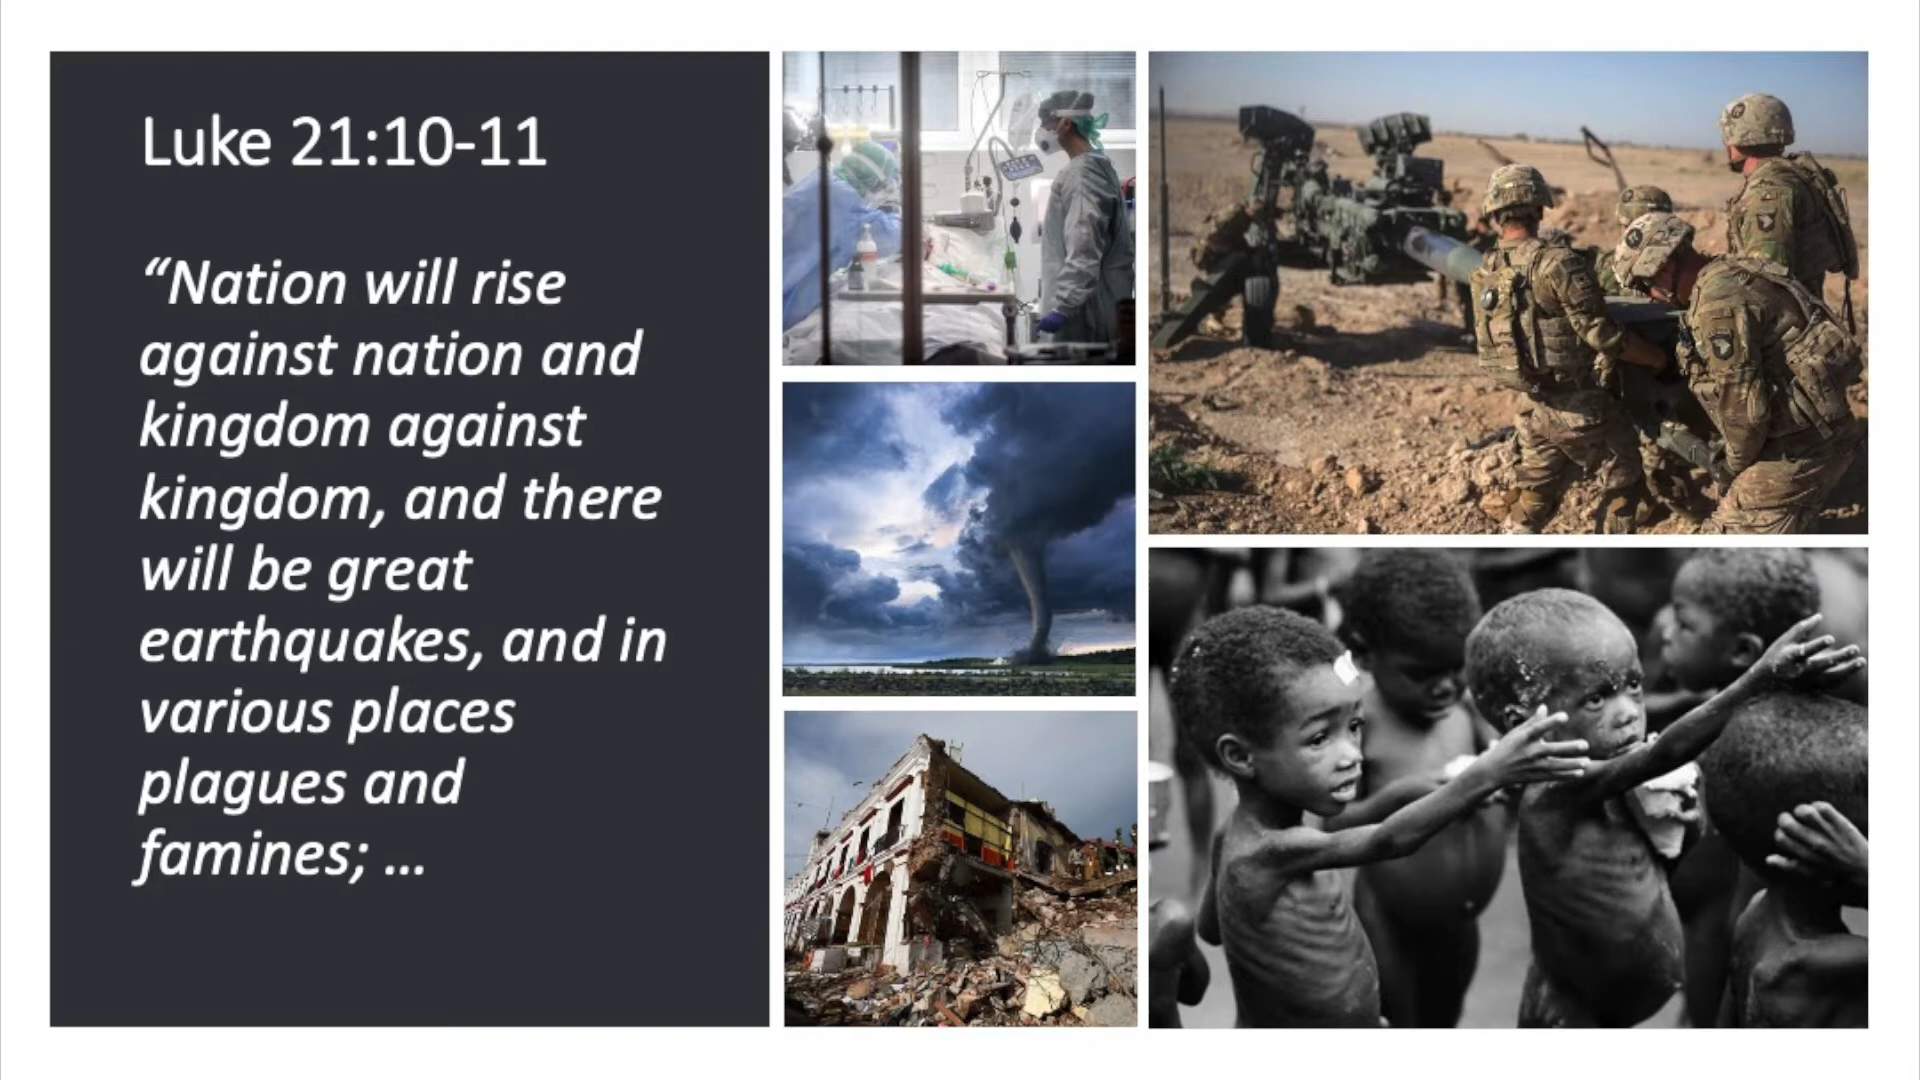 Luke 21:10-11
“Nation will rise
against nation and
kingdom against
kingdom, and there
will be great
earthquakes, and in
various places
plagues and
famines; ...